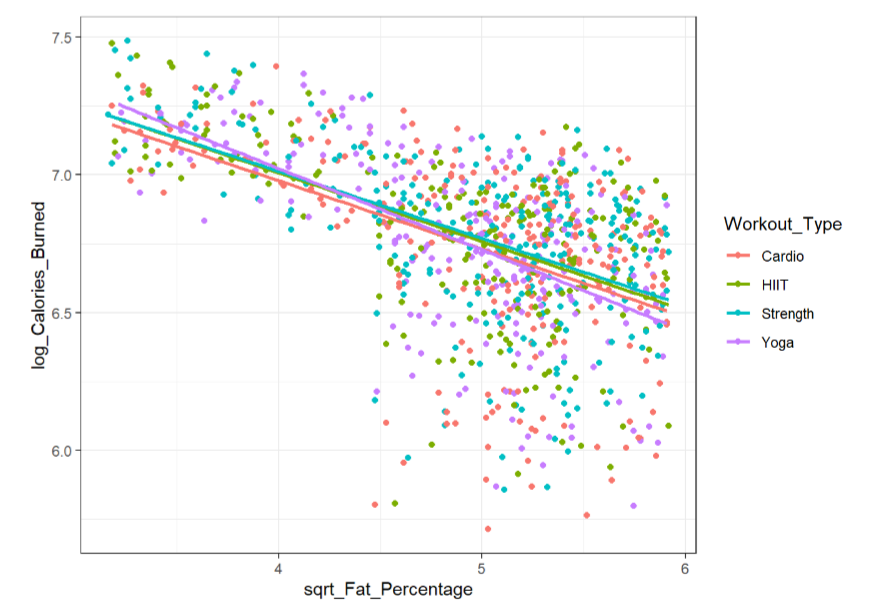 7.5
7.0
6.5
6.0
log_Calories_Burned
4
5
6
sqrt_Fat_Percentage
Workout_Type
Cardio
HIIT
Strength
Yoga